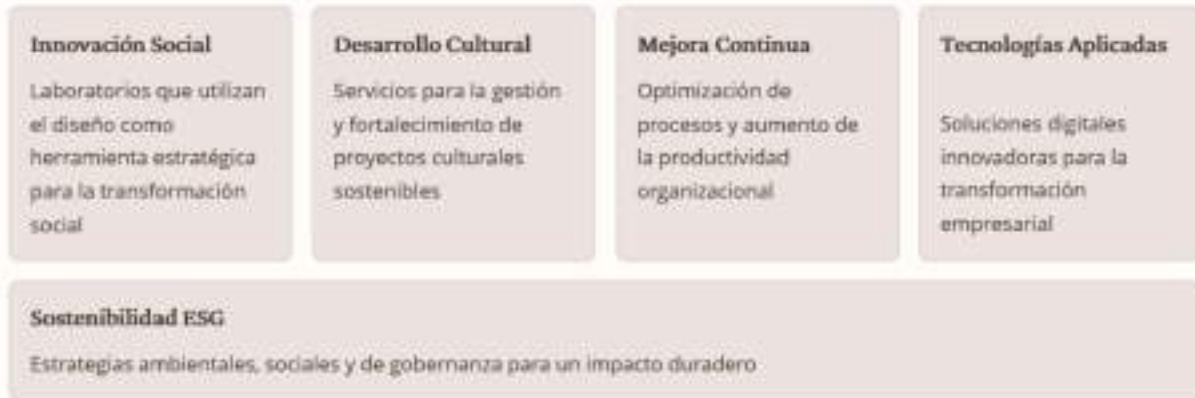 Innovación Social
Laboratorios que utilizan
el diseño como
herramienta estratégica
para la transformación
social
Desarrollo Cultural
Servicios para la gestión
y fortalecimiento de
proyectos culturales
sostenibles
Mejora Continua
Optimización de
procesos y aumento de
la productividad
organizacional
Tecnologías Aplicadas
Soluciones digitales
innovadoras para la
transformación
empresarial
Sostenibilidad ESG
Estrategias ambientales, sociales y de gobernanza para un impacto duradero